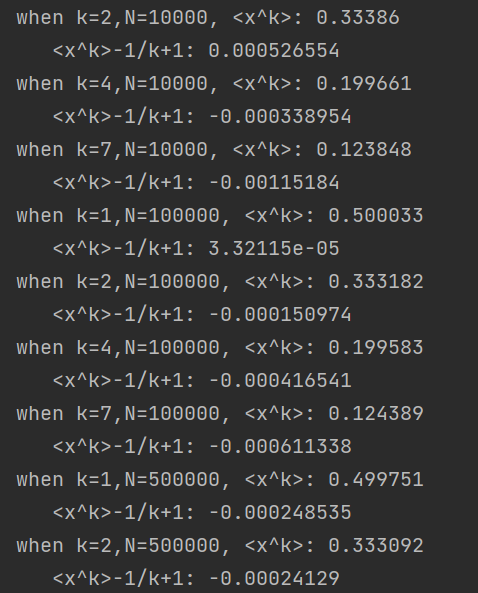 when k=2,N=10000, <x^k>: 0.33386
<x^k>-1/k+1: 0.000526554
when k=4,N=10000, <x^k>: 0.199661
<x^k>-1/k+1: -0.000338954
when k=7,N=10000, <x^k>: 0.123848
<x^k>-1/k+1: -0.00115184
when k=1,N=100000, <x^k>: 0.500033
<x^k>-1/k+1: 3.32115e-05
when k=2,N=100000, <x^k>: 0.333182
<x^k>-1/k+1: -0.000150974
when k=4,N=100000, <x^k>: 0.199583
<x^k>-1/k+1: -0.000416541
when k=7,N=100000, <x^k>: 0.124389
<x^k>-1/k+1: -0.000611338
when k=1,N=500000, <x^k>: 0.499751
<x^k>-1/k+1: -0.000248535
when k=2,N=500000, <x^k>: 0.333092
<x^k>-1/k+1: -0.00024129